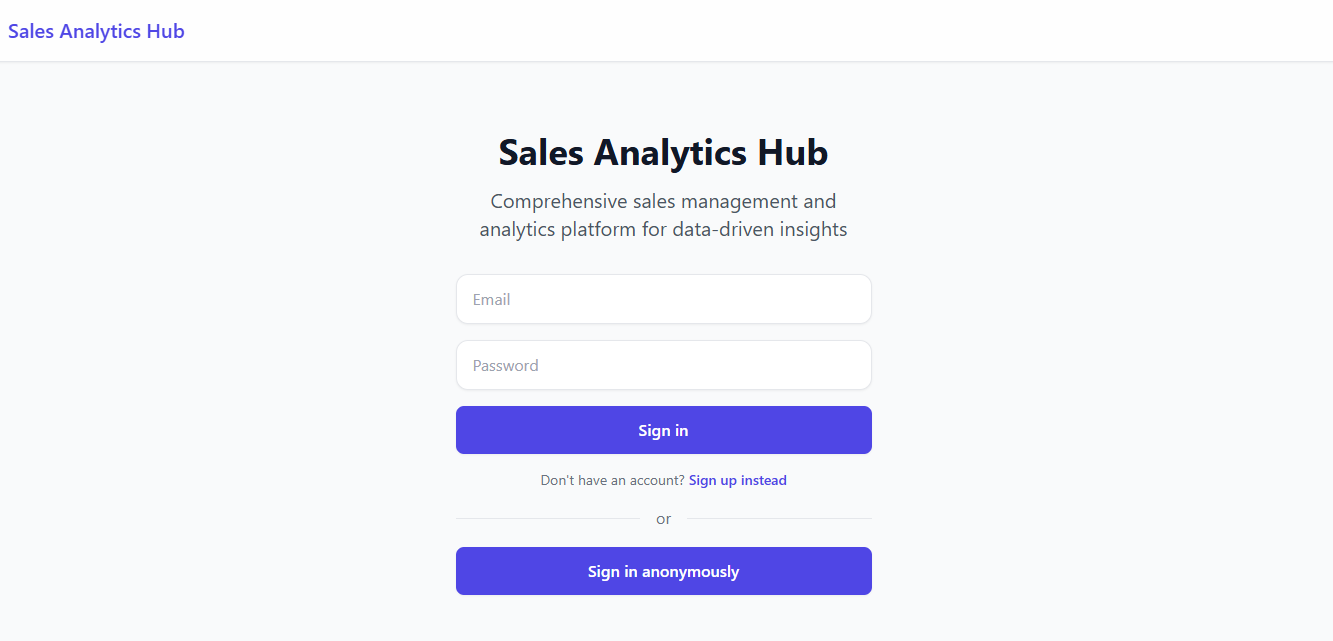 Sales Analytics Hub
Sales Analytics Hub
Comprehensive sales management and
analytics platform for data-driven insights
Email
Password
Sign in
Don't have an account? Sign up instead
or
Sign in anonymously